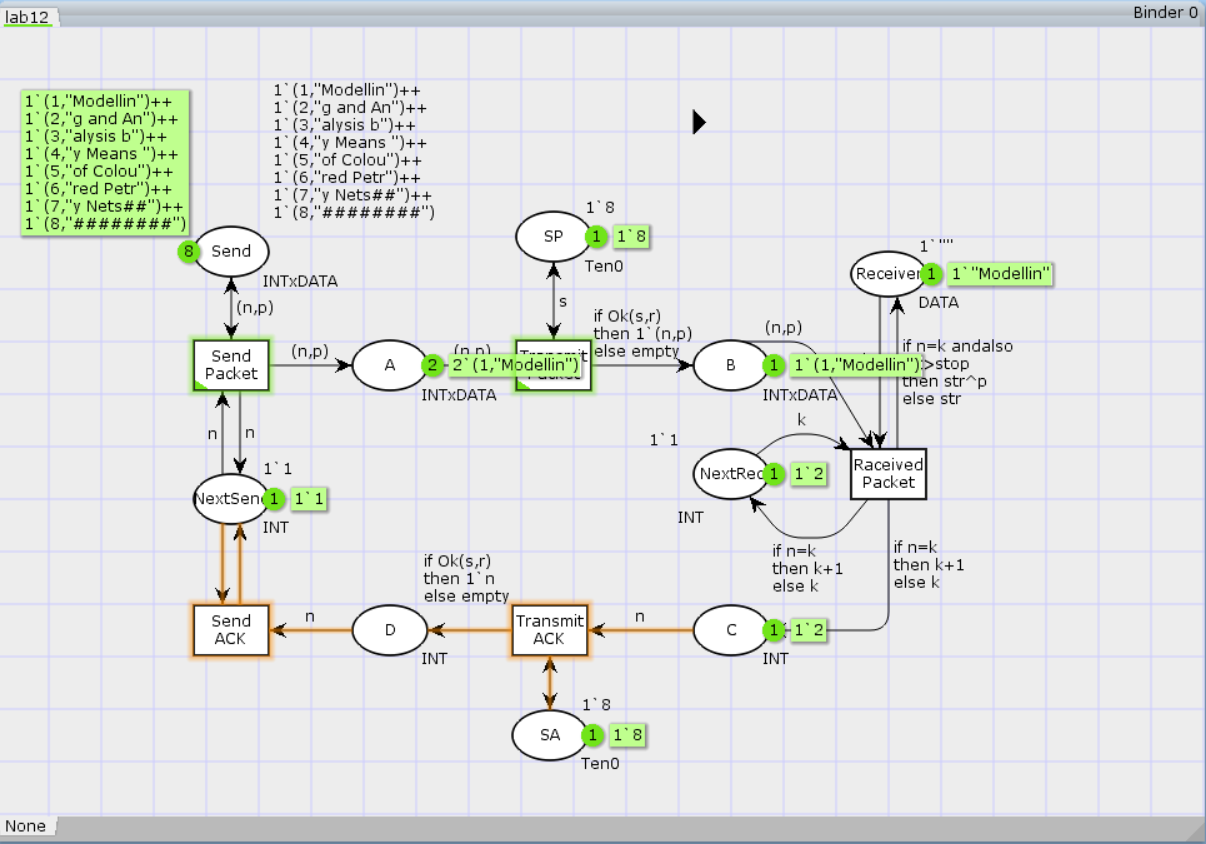 lab12
Binder 0
1`(1,"Modellin")++
1`(2,"g and An")++
1`(3,"alysis b")++
1`(4,"y Means ")++
1`(5,"of Colou")++
1`(6,"red Petr")++
1`(7,"y Nets##")++
1`(8,"########")
1`(1,"Modellin")++
1`(2,"g and An")++
1`(3,"alysis b")++
1`(4,"y Means ")++
1`(5,"of Colou")++
1`(6,"red Petr")++
1`(7,"y Nets##")++
1`(8,"########")
8
Send
INTxDATA
(n,p)
1`8
SP
1
1`8
Ten0
s
1`""
Receiver
1
1`"Modellin"
DATA
Send
Packet
(n,p)
A
2
2`(1,"Modellin")
INTxDATA
if Ok(s,r)
then 1`(n,p)
else empty
(n,p)
B
1
1`(1,"Modellin")
INTxDATA
if n=k andalso
>stop
then str^p
else str
n
n
1`1
NextSend
1
1`1
INT
1`1
k
NextRec
1
1`2
INT
Raceived
Packet
if n=k
then k+1
else k
if n=k
then k+1
else k
Send
ACK
n
D
INT
if Ok(s,r)
then 1`n
else empty
Transmit
ACK
n
C
1
1`2
INT
1`8
SA
1
1`8
Ten0
None